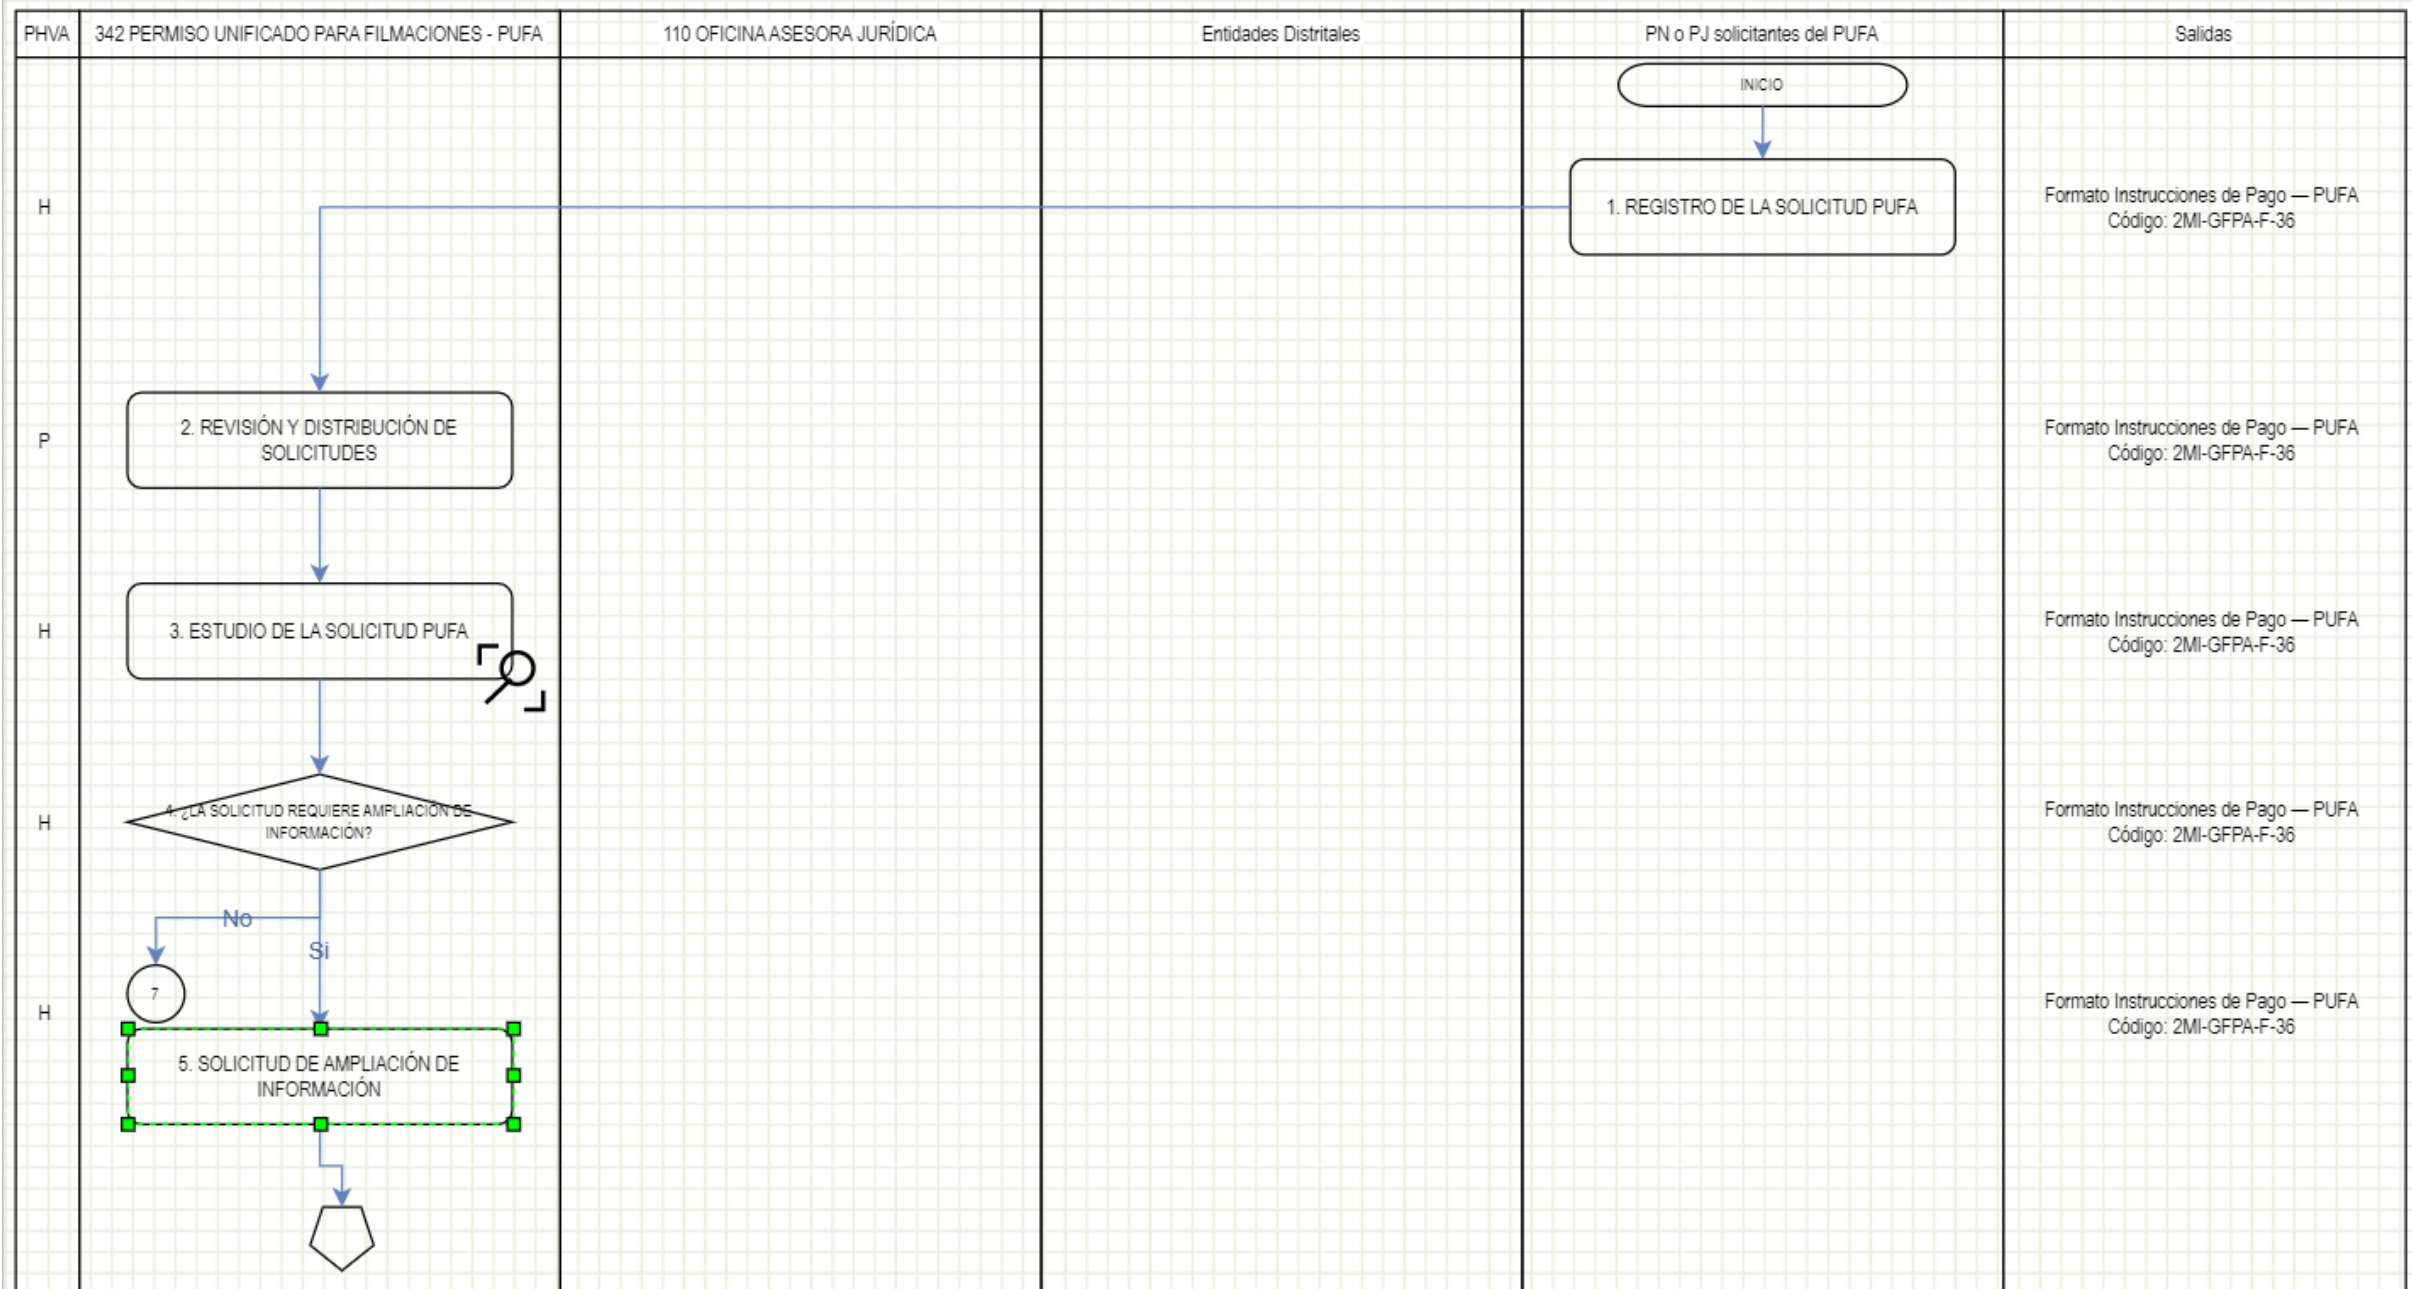 PHVA
342 PERMISO UNIFICADO PARA FILMACIONES - PUFA
110 OFICINA ASESORA JURÍDICA
Entidades Distritales
PN o PJ solicitantes del PUFA
Salidas
INICIO
H
1. REGISTRO DE LA SOLICITUD PUFA
Formato Instrucciones de Pago — PUFA
Código: 2MI-GFPA-F-36
P
2. REVISIÓN Y DISTRIBUCIÓN DE
SOLICITUDES
Formato Instrucciones de Pago — PUFA
Código: 2MI-GFPA-F-36
H
3. ESTUDIO DE LA SOLICITUD PUFA
Formato Instrucciones de Pago — PUFA
Código: 2MI-GFPA-F-36
H
4. ¿LA SOLICITUD REQUIERE AMPLIACIÓN DE
INFORMACIÓN?
Formato Instrucciones de Pago — PUFA
Código: 2MI-GFPA-F-36
No
Si
7
H
5. SOLICITUD DE AMPLIACIÓN DE
INFORMACIÓN
Formato Instrucciones de Pago — PUFA
Código: 2MI-GFPA-F-36